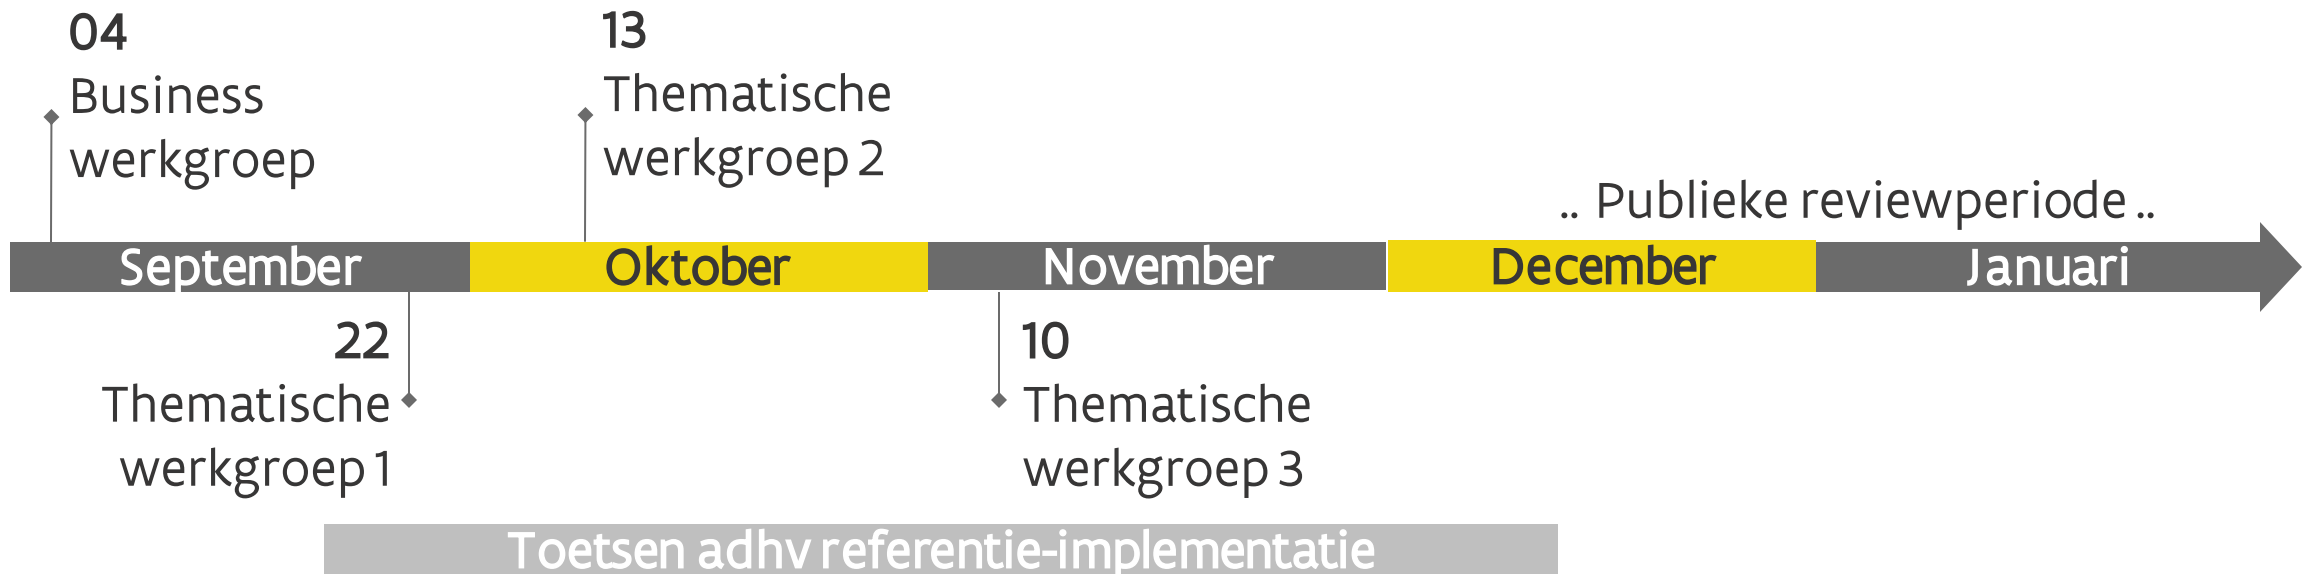 04
Business
werkgroep
13
Thematische
werkgroep 2
.. Publieke reviewperiode ..
September
Oktober
November
December
Januari
22
Thematische
werkgroep 1
10
Thematische
werkgroep 3
Toetsen adhv referentie-implementatie